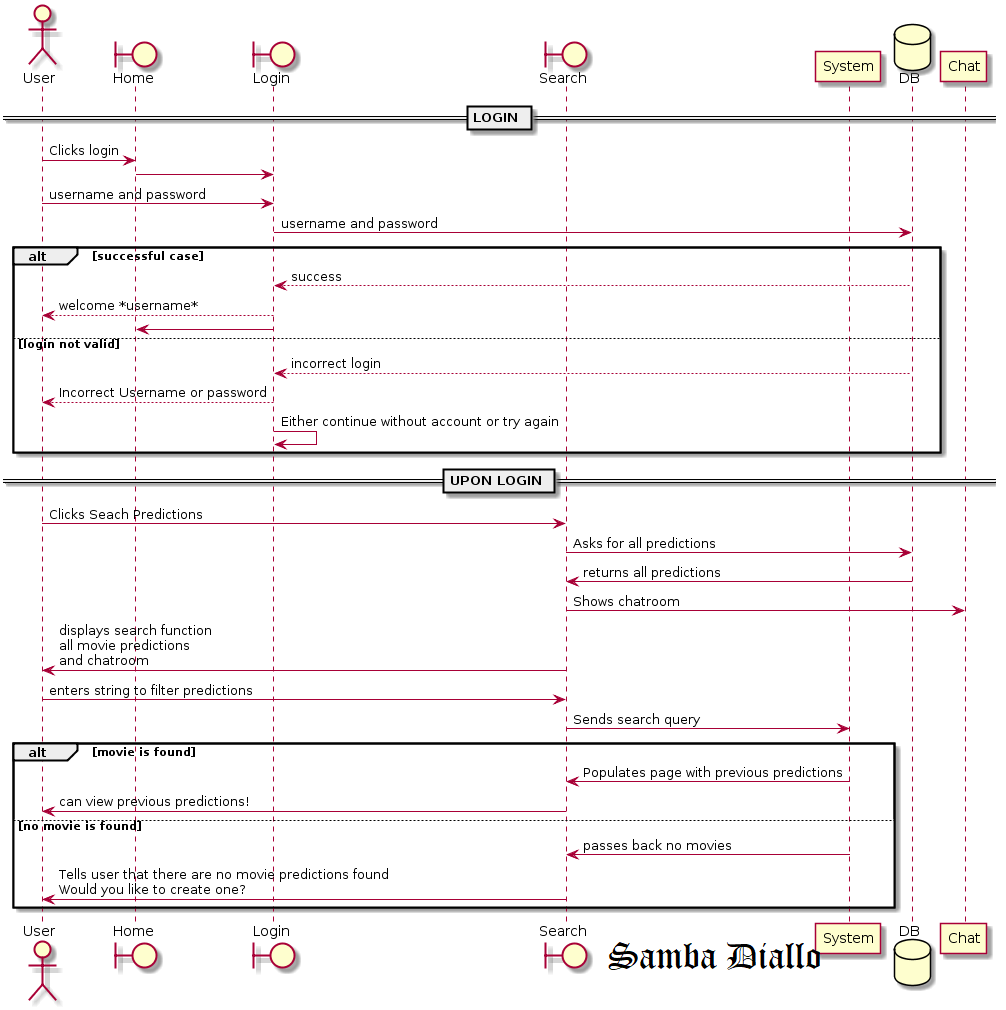 User
Home
Login
Search
System
DB
Chat
LOGIN
Clicks login
username and password
username and password
alt
[successful case]
success
welcome *username*
[login not valid]
incorrect login
Incorrect Username or password
Either continue without account or try again
UPON LOGIN
Clicks Seach Predictions
Asks for all predictions
returns all predictions
Shows chatroom
displays search function
all movie predictions
and chatroom
enters string to filter predictions
Sends search query
alt
[movie is found]
Populates page with previous predictions
can view previous predictions!
[no movie is found]
passes back no movies
Tells user that there are no movie predictions found
Would you like to create one?
User
Home
Login
Search
System
DB
Chat
Samba Diallo